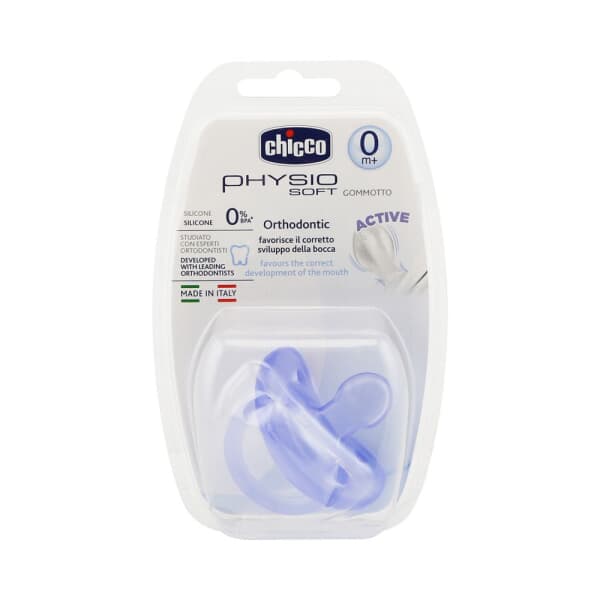 chicco
0
m+
PHYSIO
SOFT GOMMOTTO
SILICONE
SILICONE
0%
BPA*
STUDIATO
CON ESPERTI
ORTODONTISTI
DEVELOPED
WITH LEADING
ORTHODONTISTS
MADE IN ITALY
Orthodontic
favorisce il corretto
sviluppo della bocca
favours the correct
development of the mouth
ACTIVE